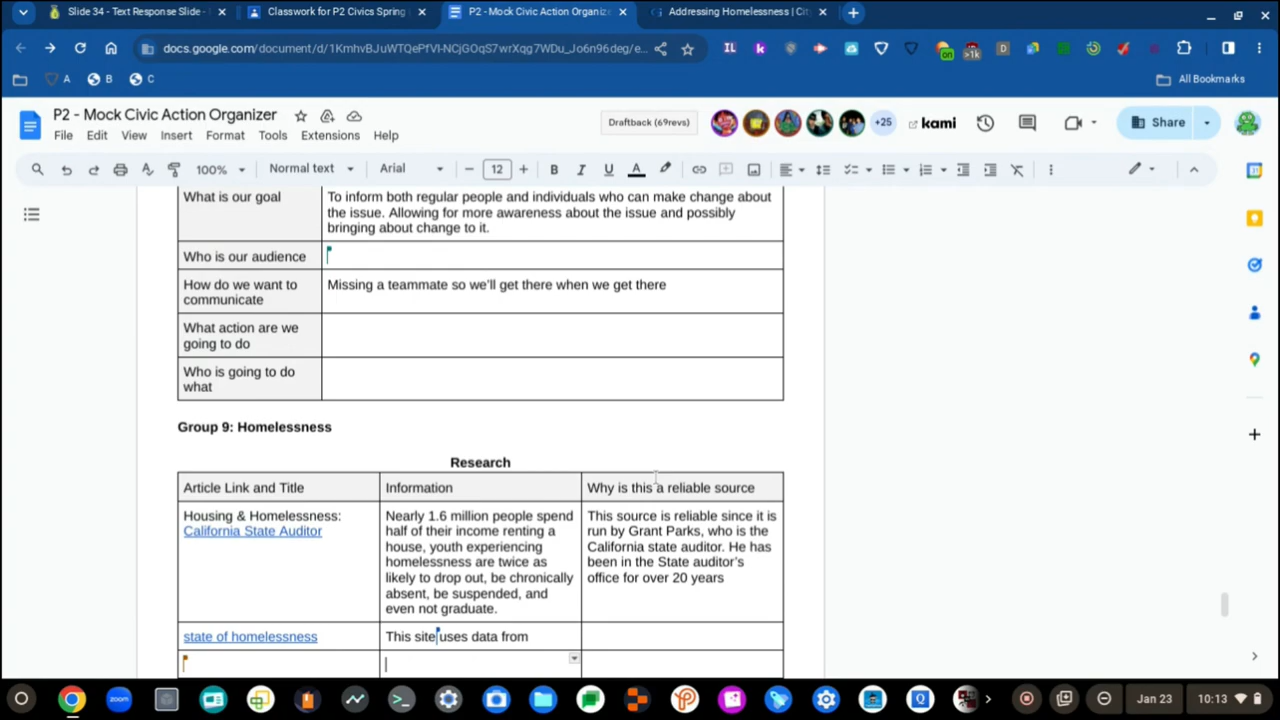 Slide 34 - Text Response Slide -
Classwork for P2 Civics Spring
P2 - Mock Civic Action Organize
Addressing Homelessness | Cit
docs.google.com/document/d/1KmhvBJuWTQePfVl-NCjGOqS7wrXqg7WDu_Jo6n96deg/e...
A
B
C
All Bookmarks
P2 - Mock Civic Action Organizer
File Edit View Insert Format Tools Extensions Help
Draftback (69revs)
+25
kami
Share
100%
Normal text
Arial
12
What is our goal
To inform both regular people and individuals who can make change about
the issue. Allowing for more awareness about the issue and possibly
bringing about change to it.
Who is our audience
How do we want to
communicate
Missing a teammate so we'll get there when we get there
What action are we
going to do
Who is going to do
what
Group 9: Homelessness
Research
Article Link and Title
Information
Why is this a reliable source
Housing & Homelessness:
California State Auditor
Nearly 1.6 million people spend
half of their income renting a
house, youth experiencing
homelessness are twice as
likely to drop out, be chronically
absent, be suspended, and
even not graduate.
This source is reliable since it is
run by Grant Parks, who is the
California state auditor. He has
been in the State auditor's
office for over 20 years
state of homelessness
This site uses data from
zoom
Jan 23
10:13